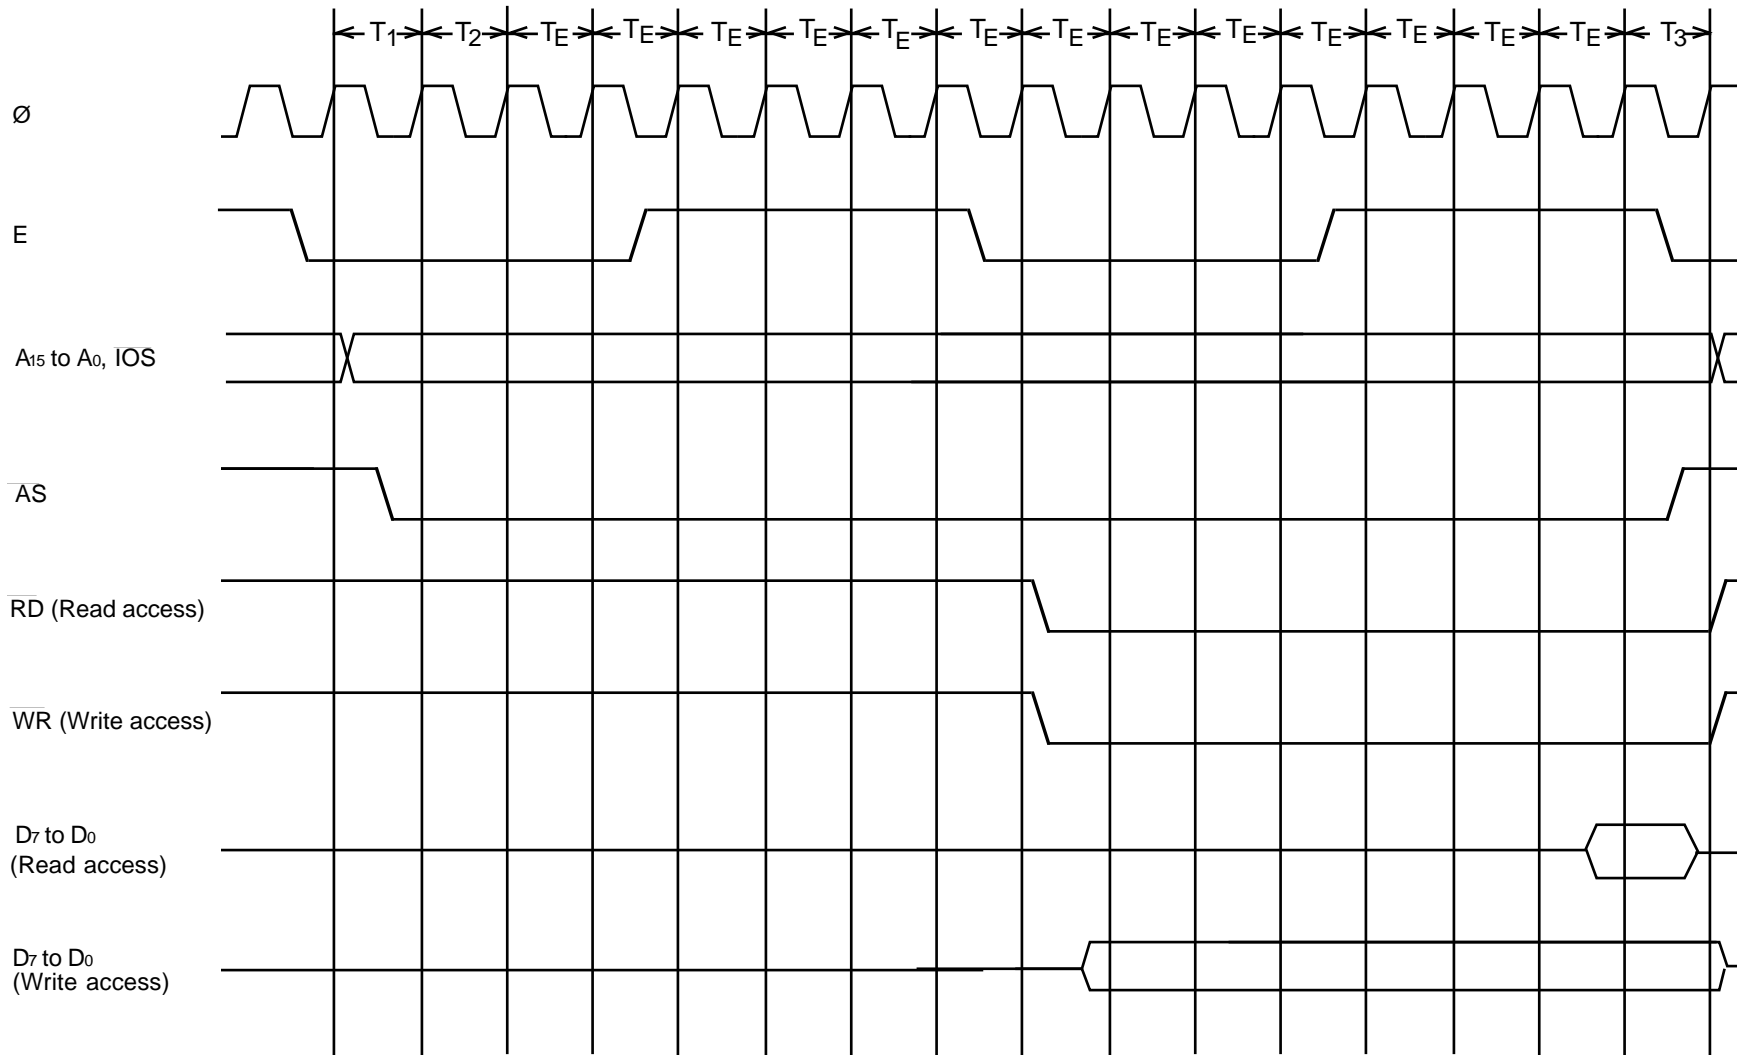 T1 T2 TE TE TE TE TE TE TE TE TE TE TE TE TE T3
Ø
E
A15 to A0, IOS
AS
RD (Read access)
WR (Write access)
D7 to D0
(Read access)
D7 to D0
(Write access)